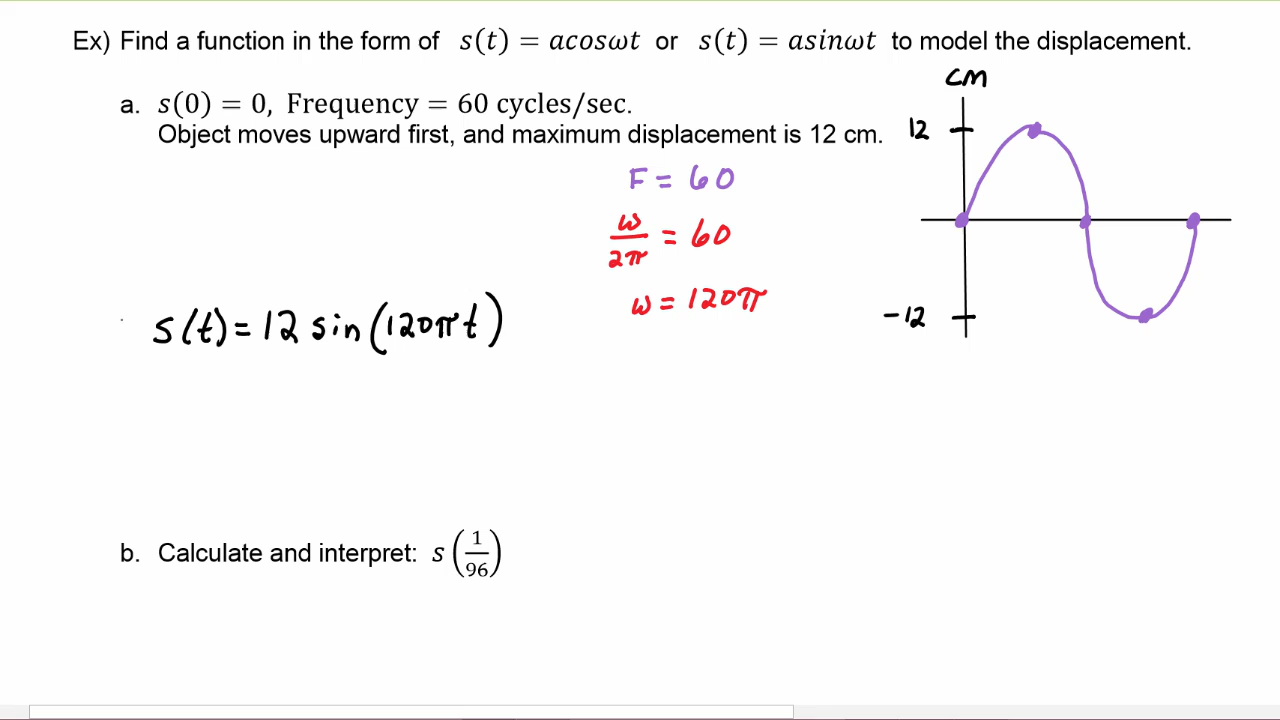 Ex) Find a function in the form of s(t) = acosωt or s(t) = asinωt to model the displacement.
cm
a. s(0) = 0, Frequency = 60 cycles/sec.
Object moves upward first, and maximum displacement is 12 cm.
12
F = 60
ω/2π = 60
ω = 120π
-12
s(t) = 12 sin(120πt)
b. Calculate and interpret: s(1/96)